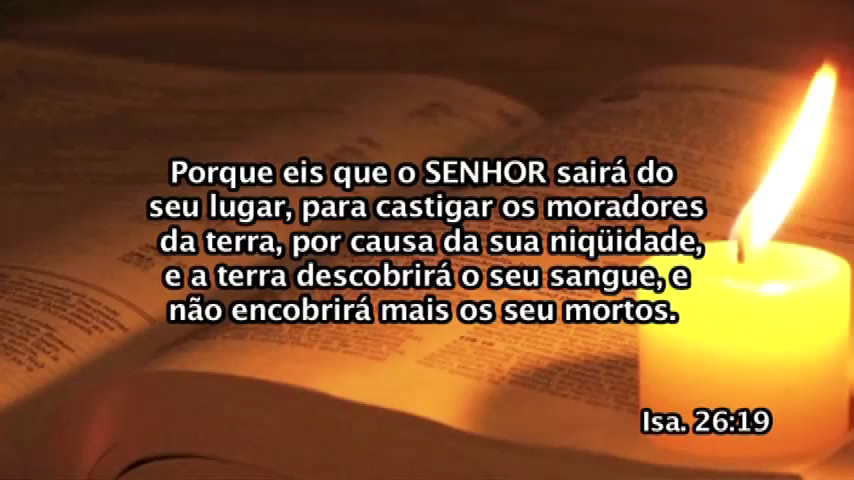 Porque eis que o SENHOR sairá do
seu lugar, para castigar os moradores
da terra, por causa da sua niqüidade,
e a terra descobrirá o seu sangue, e
não encobrirá mais os seu mortos.
Isa. 26:19